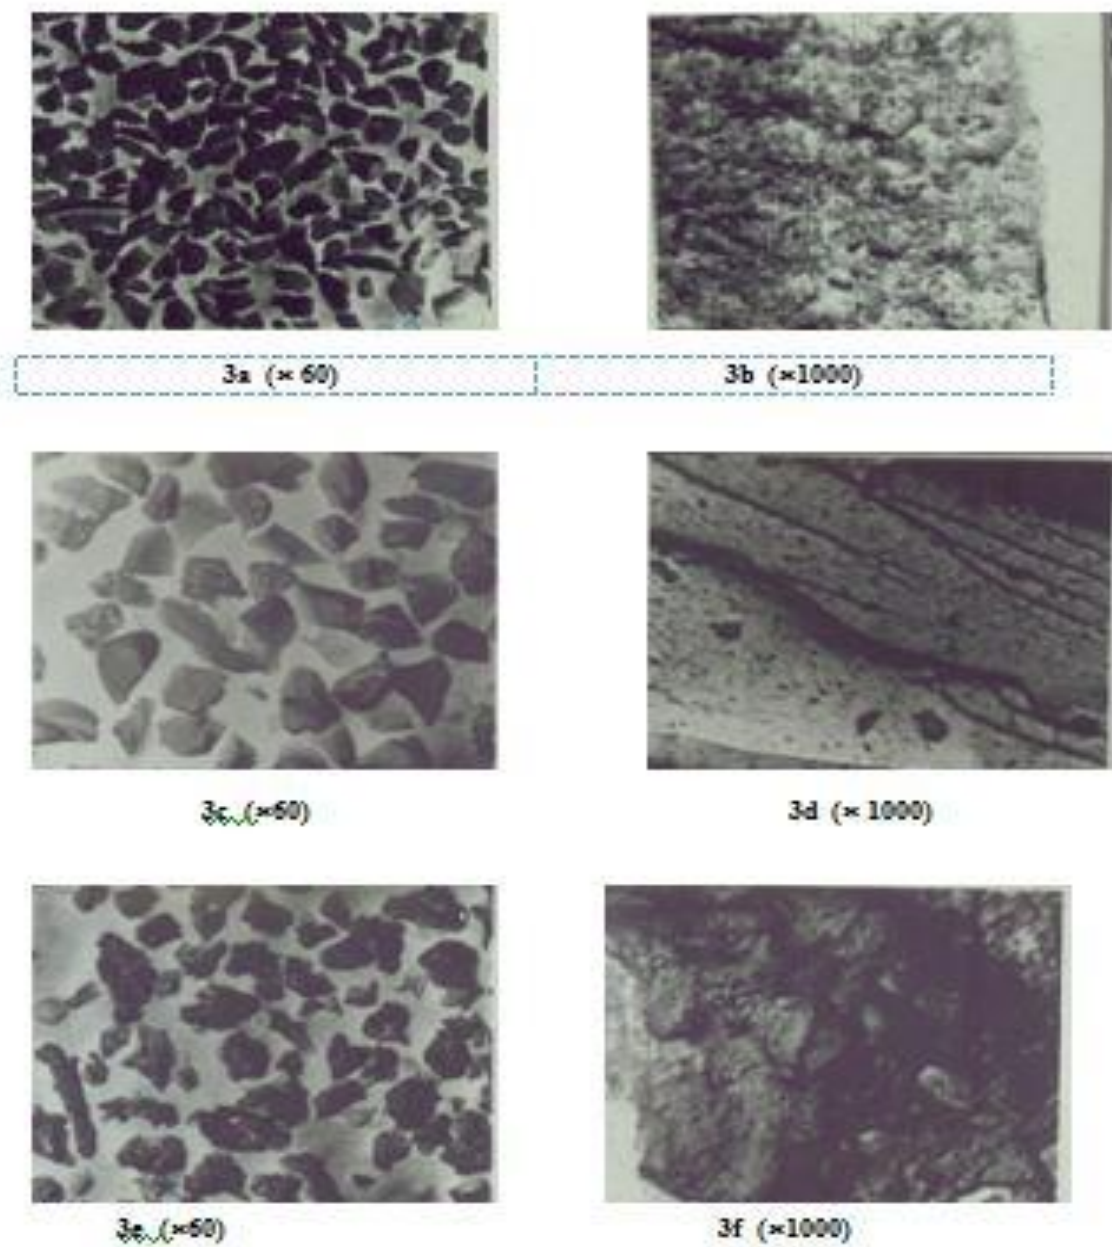 3a (× 60)
3b (×1000)
3c (×60)
3d (× 1000)
3e (×60)
3f (×1000)